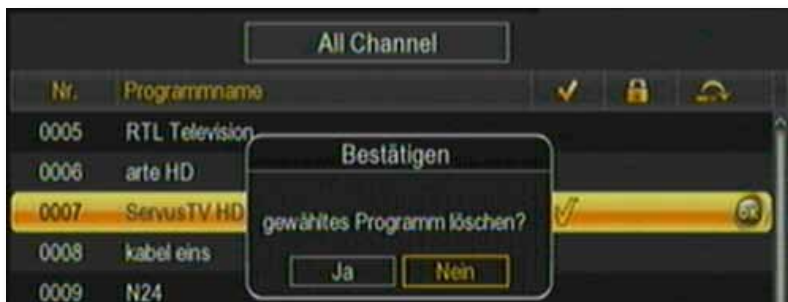 All Channel
Nr. Programmname
0005 RTL Television
0006 arte HD
0007 ServusTV HD OK
0008 kabel eins
0009 N24
Bestätigen
gewähltes Programm löschen?
Ja Nein